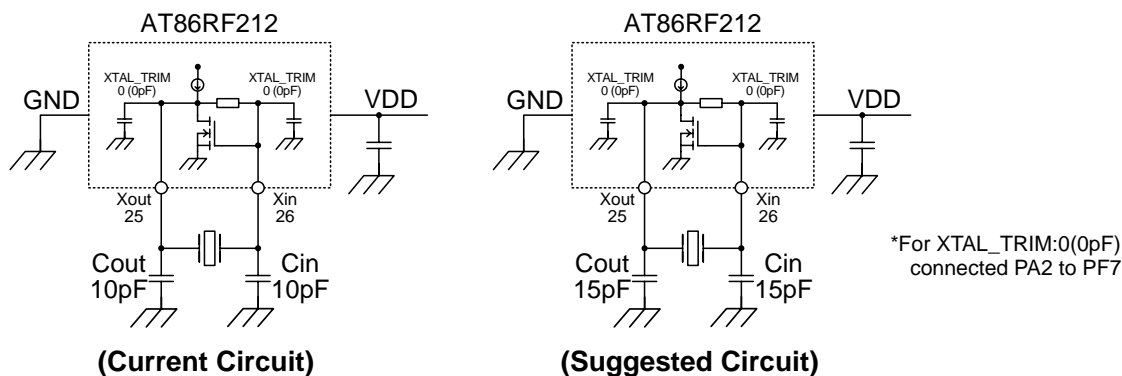 AT86RF212
XTAL_TRIM
0 (0pF)
XTAL_TRIM
0 (0pF)
GND
VDD
Xout
25
Xin
26
Cout
10pF
Cin
10pF
(Current Circuit)
AT86RF212
XTAL_TRIM
0 (0pF)
XTAL_TRIM
0 (0pF)
GND
VDD
Xout
25
Xin
26
Cout
15pF
Cin
15pF
(Suggested Circuit)
*For XTAL_TRIM:0(0pF)
connected PA2 to PF7